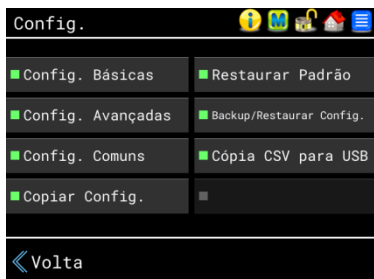 Config.
i M
Config. Básicas
Restaurar Padrão
Config. Avançadas
Backup/Restaurar Config.
Config. Comuns
Cópia CSV para USB
Copiar Config.
Volta